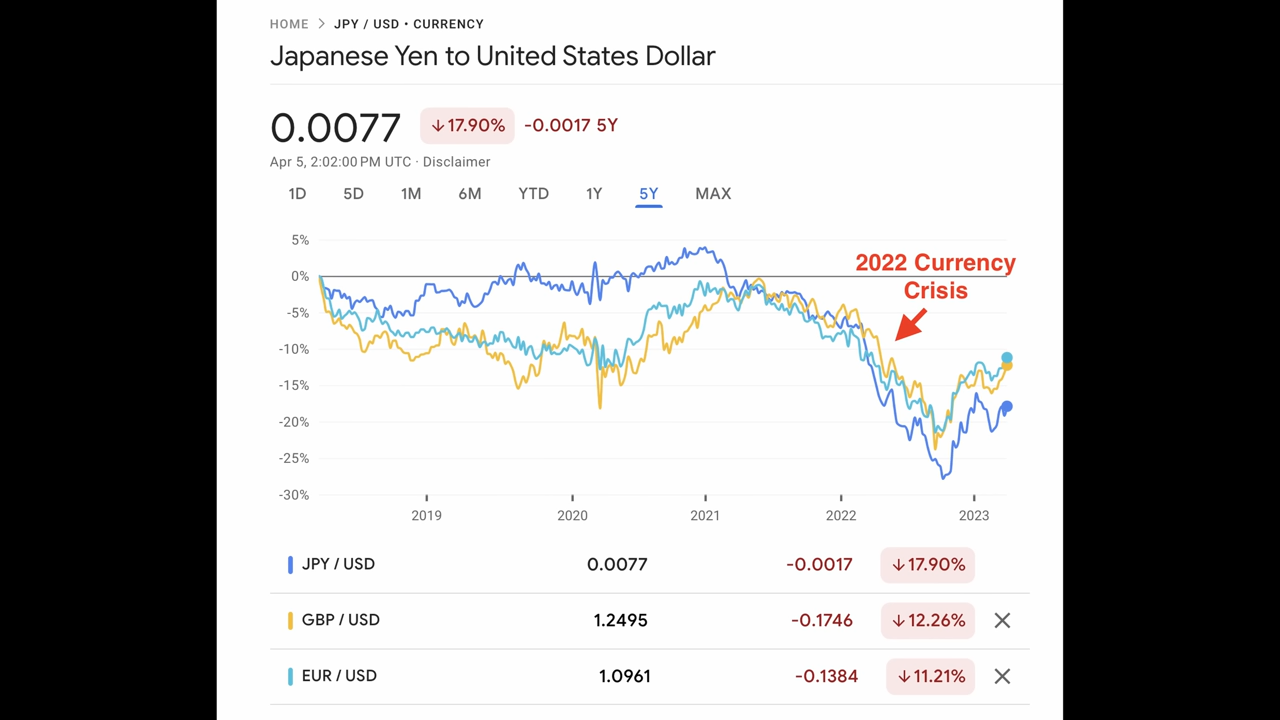 HOME > JPY / USD • CURRENCY
Japanese Yen to United States Dollar
0.0077 ↓17.90% -0.0017 5Y
Apr 5, 2:02:00 PM UTC · Disclaimer
1D 5D 1M 6M YTD 1Y 5Y MAX
5%
0%
-5%
-10%
-15%
-20%
-25%
-30%
2022 Currency
Crisis
2019 2020 2021 2022 2023
JPY / USD 0.0077 -0.0017 ↓17.90%
GBP / USD 1.2495 -0.1746 ↓12.26%
EUR / USD 1.0961 -0.1384 ↓11.21%